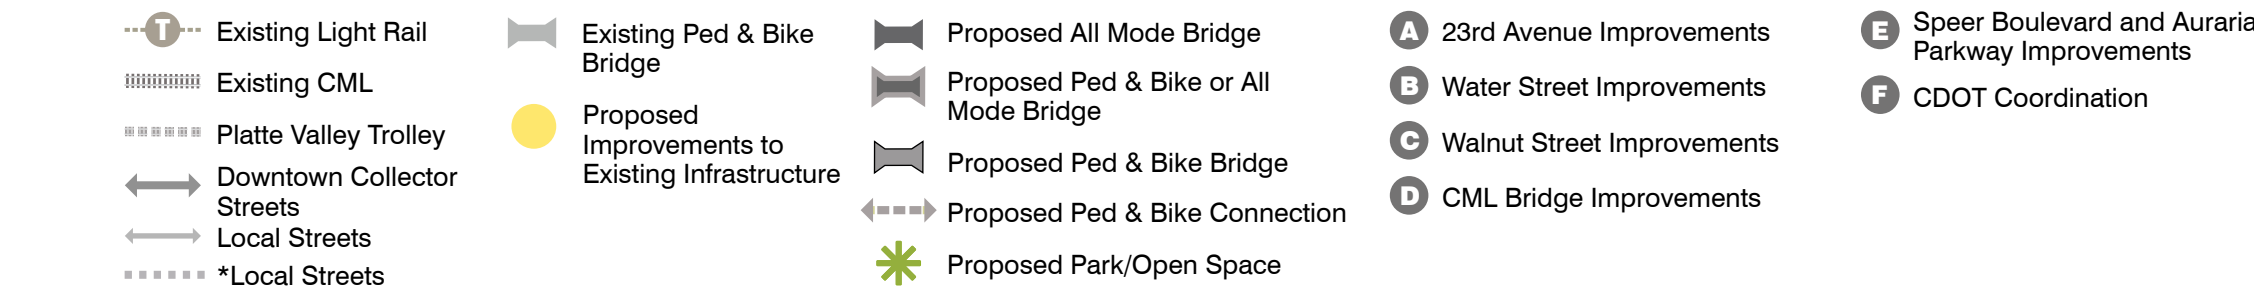 T Existing Light Rail
Existing CML
Platte Valley Trolley
Downtown Collector
Streets
Local Streets
*Local Streets
Existing Ped & Bike
Bridge
Proposed
Improvements to
Existing Infrastructure
Proposed All Mode Bridge
Proposed Ped & Bike or All
Mode Bridge
Proposed Ped & Bike Bridge
Proposed Ped & Bike Connection
Proposed Park/Open Space
A 23rd Avenue Improvements
B Water Street Improvements
C Walnut Street Improvements
D CML Bridge Improvements
E Speer Boulevard and Auraria
Parkway Improvements
F CDOT Coordination